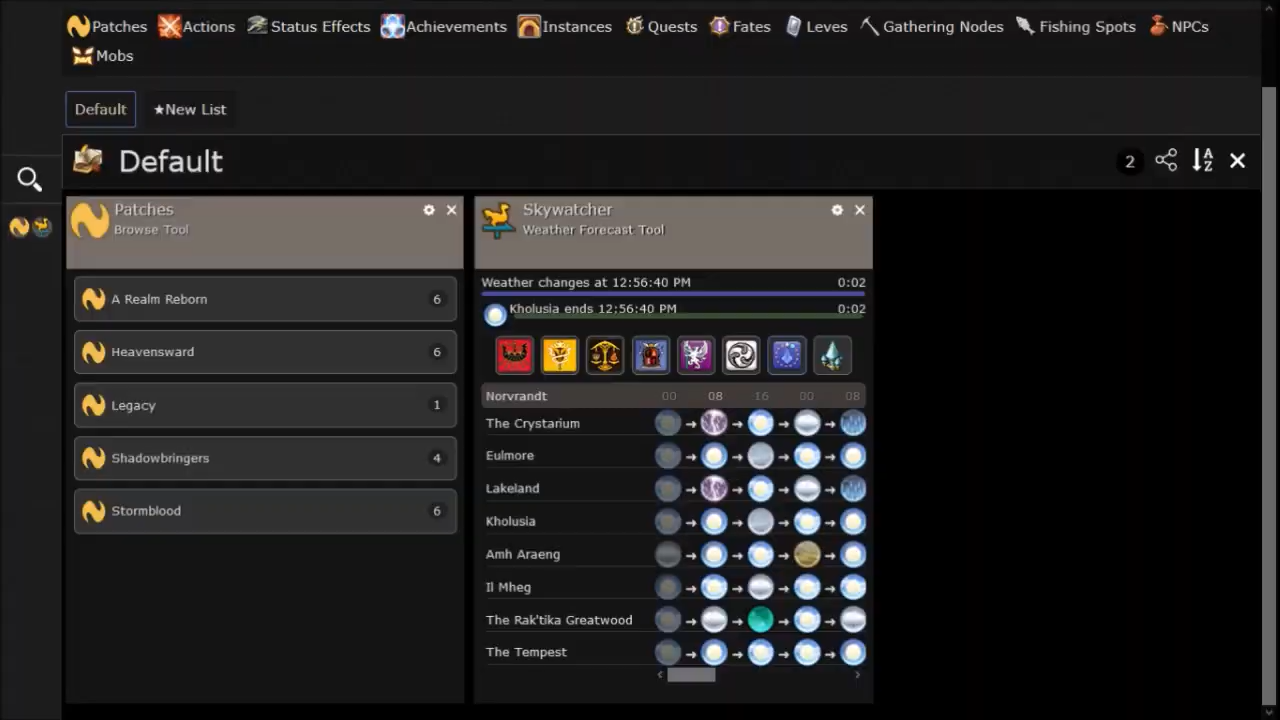 Patches Actions Status Effects Achievements Instances Quests Fates Leves Gathering Nodes Fishing Spots NPCs
Mobs
Default ★New List
Default 2
Patches
Browse Tool
A Realm Reborn 6
Heavensward 6
Legacy 1
Shadowbringers 4
Stormblood 6
Skywatcher
Weather Forecast Tool
Weather changes at 12:56:40 PM 0:02
Kholusia ends 12:56:40 PM 0:02
Norvrandt 00 08 16 00 08
The Crystarium
Eulmore
Lakeland
Kholusia
Amh Araeng
Il Mheg
The Rak'tika Greatwood
The Tempest